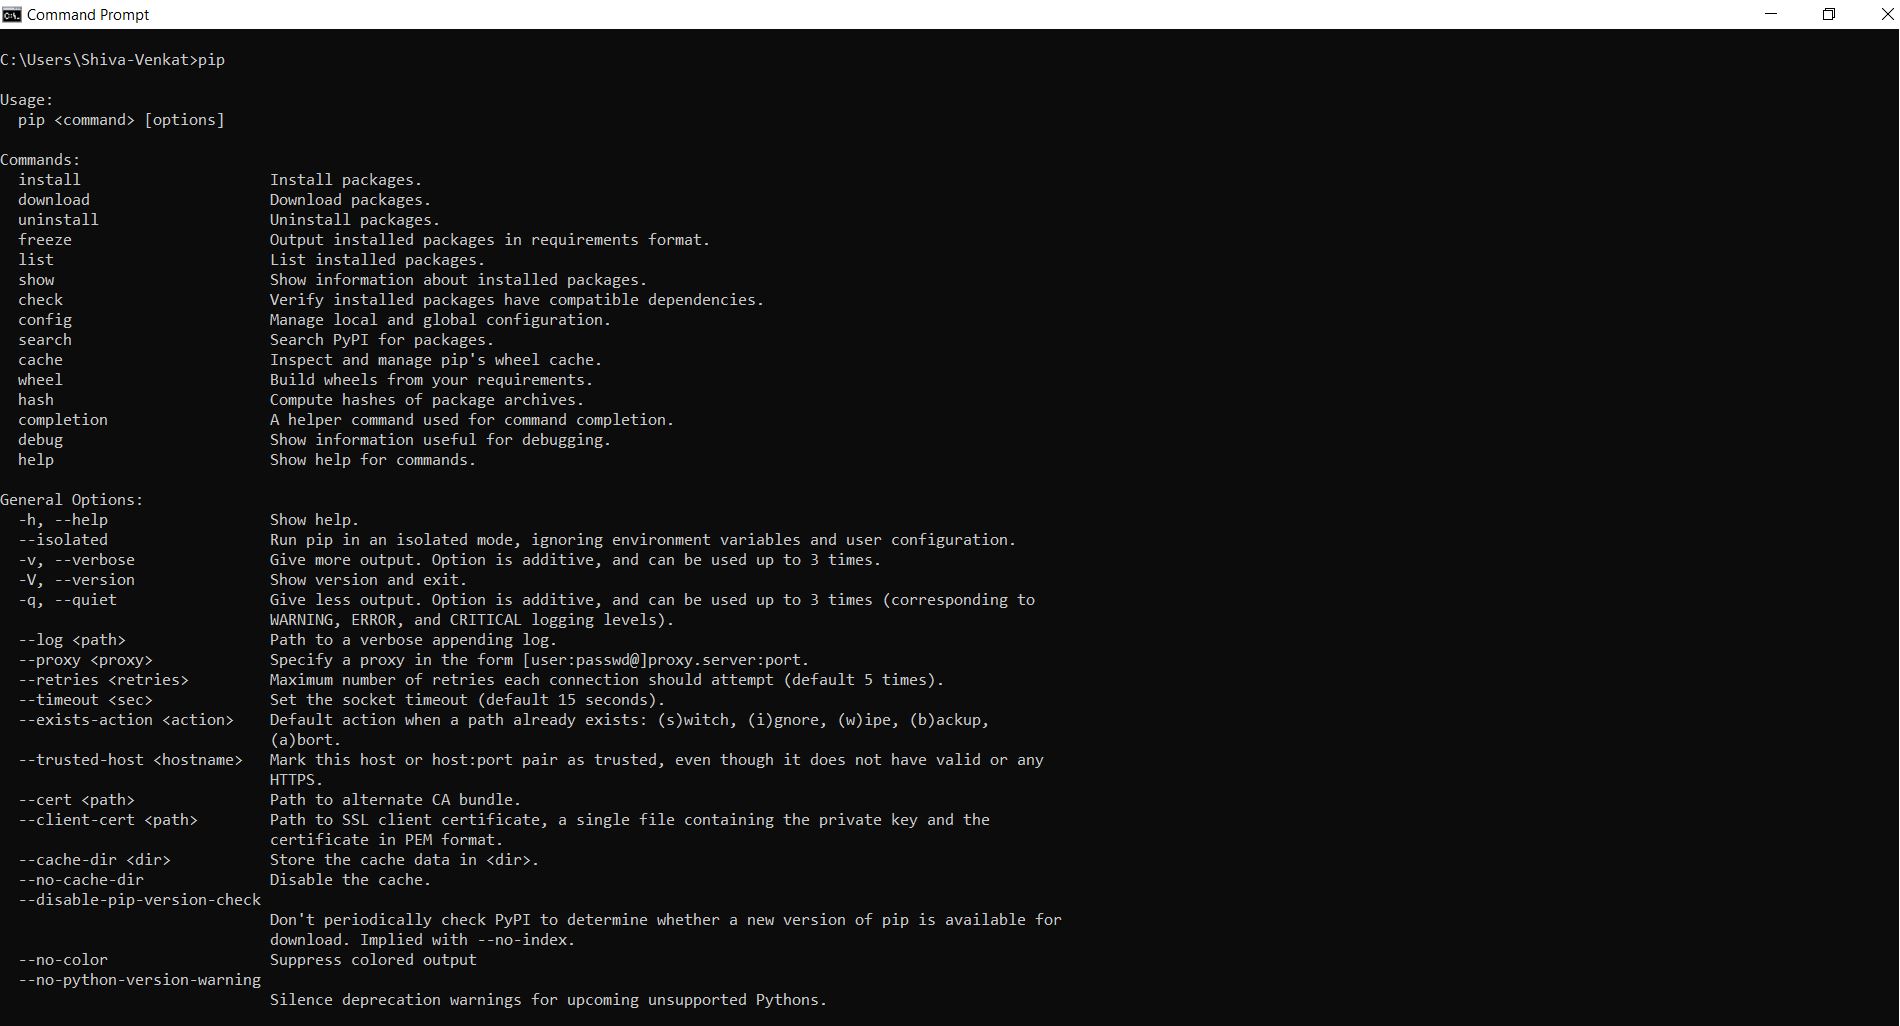 Command Prompt
C:\Users\Shiva-Venkat>pip
Usage:
  pip <command> [options]
Commands:
  install                     Install packages.
  download                    Download packages.
  uninstall                   Uninstall packages.
  freeze                      Output installed packages in requirements format.
  list                        List installed packages.
  show                        Show information about installed packages.
  check                       Verify installed packages have compatible dependencies.
  config                      Manage local and global configuration.
  search                      Search PyPI for packages.
  cache                       Inspect and manage pip's wheel cache.
  wheel                       Build wheels from your requirements.
  hash                        Compute hashes of package archives.
  completion                  A helper command used for command completion.
  debug                       Show information useful for debugging.
  help                        Show help for commands.
General Options:
  -h, --help                  Show help.
  --isolated                  Run pip in an isolated mode, ignoring environment variables and user configuration.
  -v, --verbose               Give more output. Option is additive, and can be used up to 3 times.
  -V, --version               Show version and exit.
  -q, --quiet                 Give less output. Option is additive, and can be used up to 3 times (corresponding to
                              WARNING, ERROR, and CRITICAL logging levels).
  --log <path>                Path to a verbose appending log.
  --proxy <proxy>             Specify a proxy in the form [user:passwd@]proxy.server:port.
  --retries <retries>         Maximum number of retries each connection should attempt (default 5 times).
  --timeout <sec>             Set the socket timeout (default 15 seconds).
  --exists-action <action>    Default action when a path already exists: (s)witch, (i)gnore, (w)ipe, (b)ackup,
                              (a)bort.
  --trusted-host <hostname>   Mark this host or host:port pair as trusted, even though it does not have valid or any
                              HTTPS.
  --cert <path>               Path to alternate CA bundle.
  --client-cert <path>        Path to SSL client certificate, a single file containing the private key and the
                              certificate in PEM format.
  --cache-dir <dir>           Store the cache data in <dir>.
  --no-cache-dir              Disable the cache.
  --disable-pip-version-check
                              Don't periodically check PyPI to determine whether a new version of pip is available for
                              download. Implied with --no-index.
  --no-color                  Suppress colored output
  --no-python-version-warning
                              Silence deprecation warnings for upcoming unsupported Pythons.